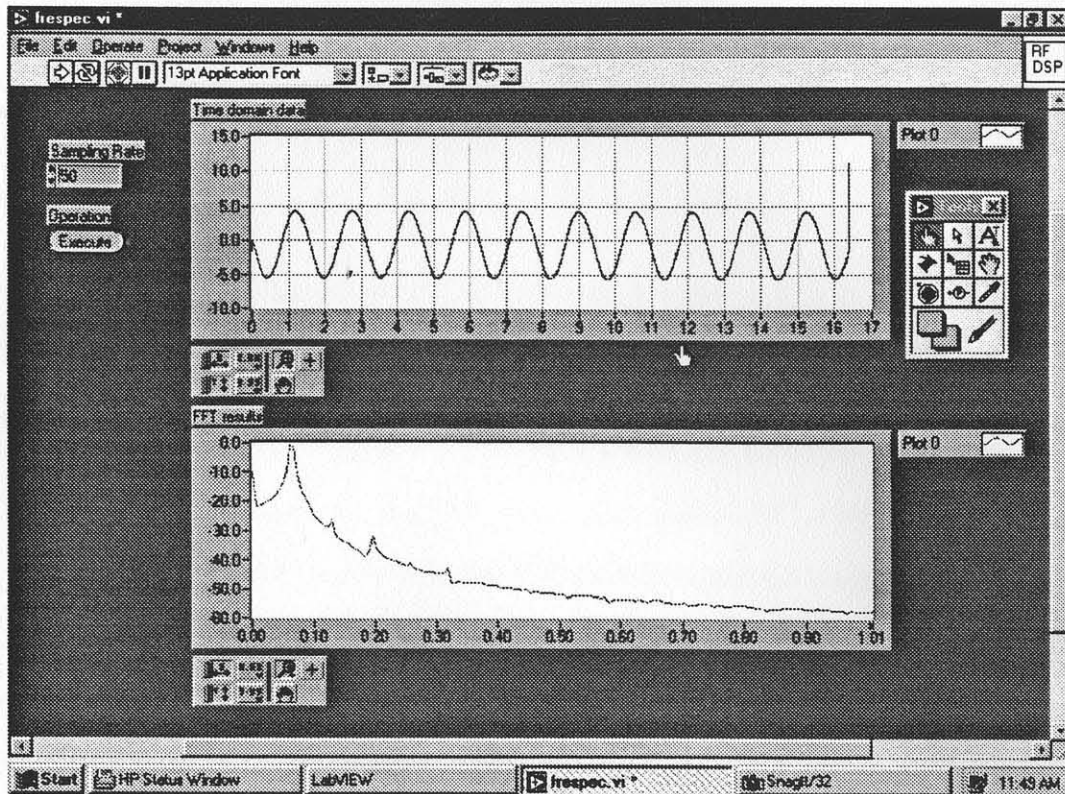 frespec.vi *
File Edit Operate Project Windows Help
13pt Application Font
RF
DSP
Time domain data
Plot 0
15.0
10.0
5.0
0.0
-5.0
-10.0
0 1 2 3 4 5 6 7 8 9 10 11 12 13 14 15 16 17
Sampling Rate
50
Operation
Execute
FFT results
Plot 0
0.0
-10.0
-20.0
-30.0
-40.0
-50.0
-60.0
0.00 0.10 0.20 0.30 0.40 0.50 0.60 0.70 0.80 0.90 1.01
Start HP Status Window LabVIEW frespec.vi * SnagIt/32 11:49 AM